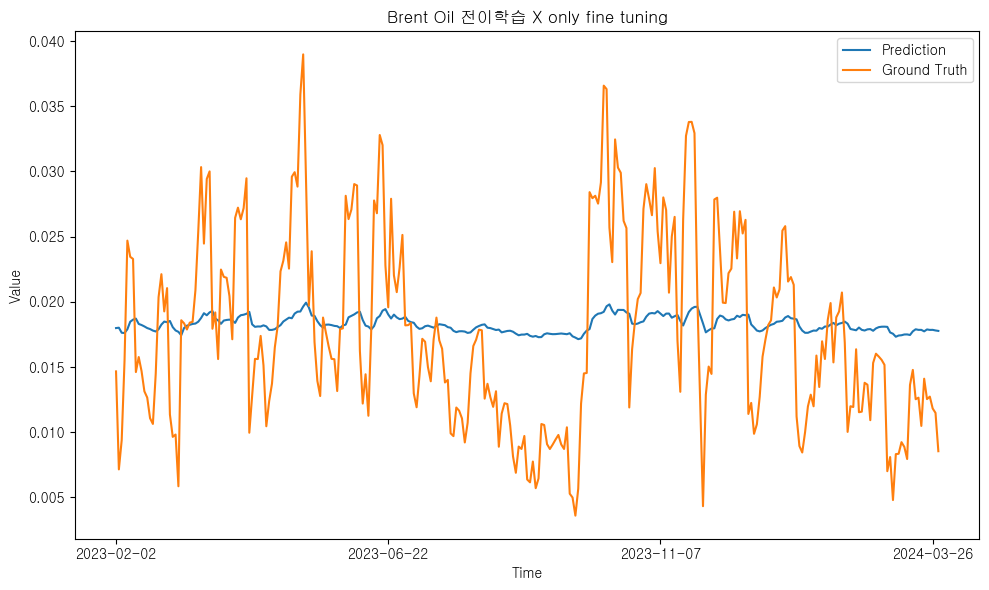 Brent Oil 전이학습 X only fine tuning
Prediction
Ground Truth
Value
0.040
0.035
0.030
0.025
0.020
0.015
0.010
0.005
2023-02-02
2023-06-22
2023-11-07
2024-03-26
Time